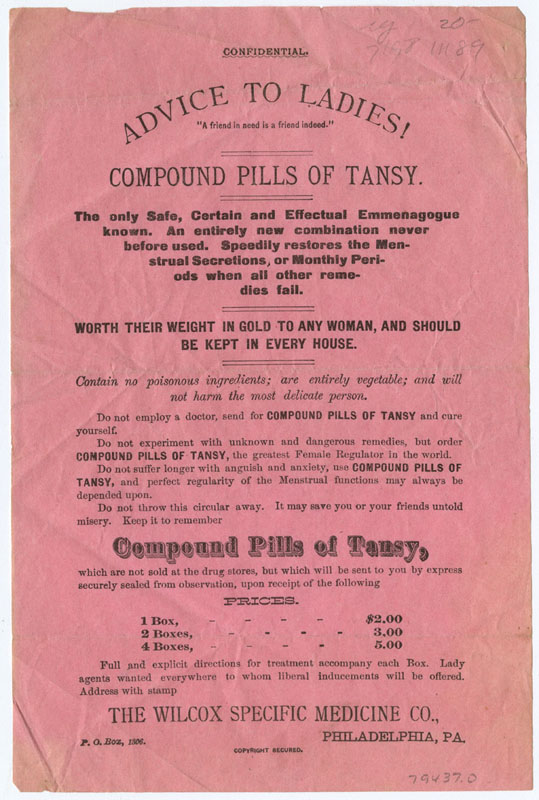 20-
111 89
CONFIDENTIAL.
ADVICE TO LADIES!
"A friend in need is a friend indeed."
COMPOUND PILLS OF TANSY.
The only Safe, Certain and Effectual Emmenagogue
known. An entirely new combination never
before used. Speedily restores the Men-
strual Secretions, or Monthly Peri-
ods when all other reme-
dies fail.
WORTH THEIR WEIGHT IN GOLD TO ANY WOMAN, AND SHOULD
BE KEPT IN EVERY HOUSE.
Contain no poisonous ingredients; are entirely vegetable; and will
not harm the most delicate person.
Do not employ a doctor, send for COMPOUND PILLS OF TANSY and cure
yourself.
Do not experiment with unknown and dangerous remedies, but order
COMPOUND PILLS OF TANSY, the greatest Female Regulator in the world.
Do not suffer longer with anguish and anxiety, use COMPOUND PILLS OF
TANSY, and perfect regularity of the Menstrual functions may always be
depended upon.
Do not throw this circular away. It may save you or your friends untold
misery. Keep it to remember
Compound Pills of Tansy,
which are not sold at the drug stores, but which will be sent to you by express
securely sealed from observation, upon receipt of the following
PRICES.
1 Box, - - - - $2.00
2 Boxes, - - - - 3.00
4 Boxes, - - - - 5.00
Full and explicit directions for treatment accompany each Box. Lady
agents wanted everywhere to whom liberal inducements will be offered.
Address with stamp
THE WILCOX SPECIFIC MEDICINE CO.,
P. O. Box, 1506. PHILADELPHIA, PA.
COPYRIGHT SECURED.
79437.0